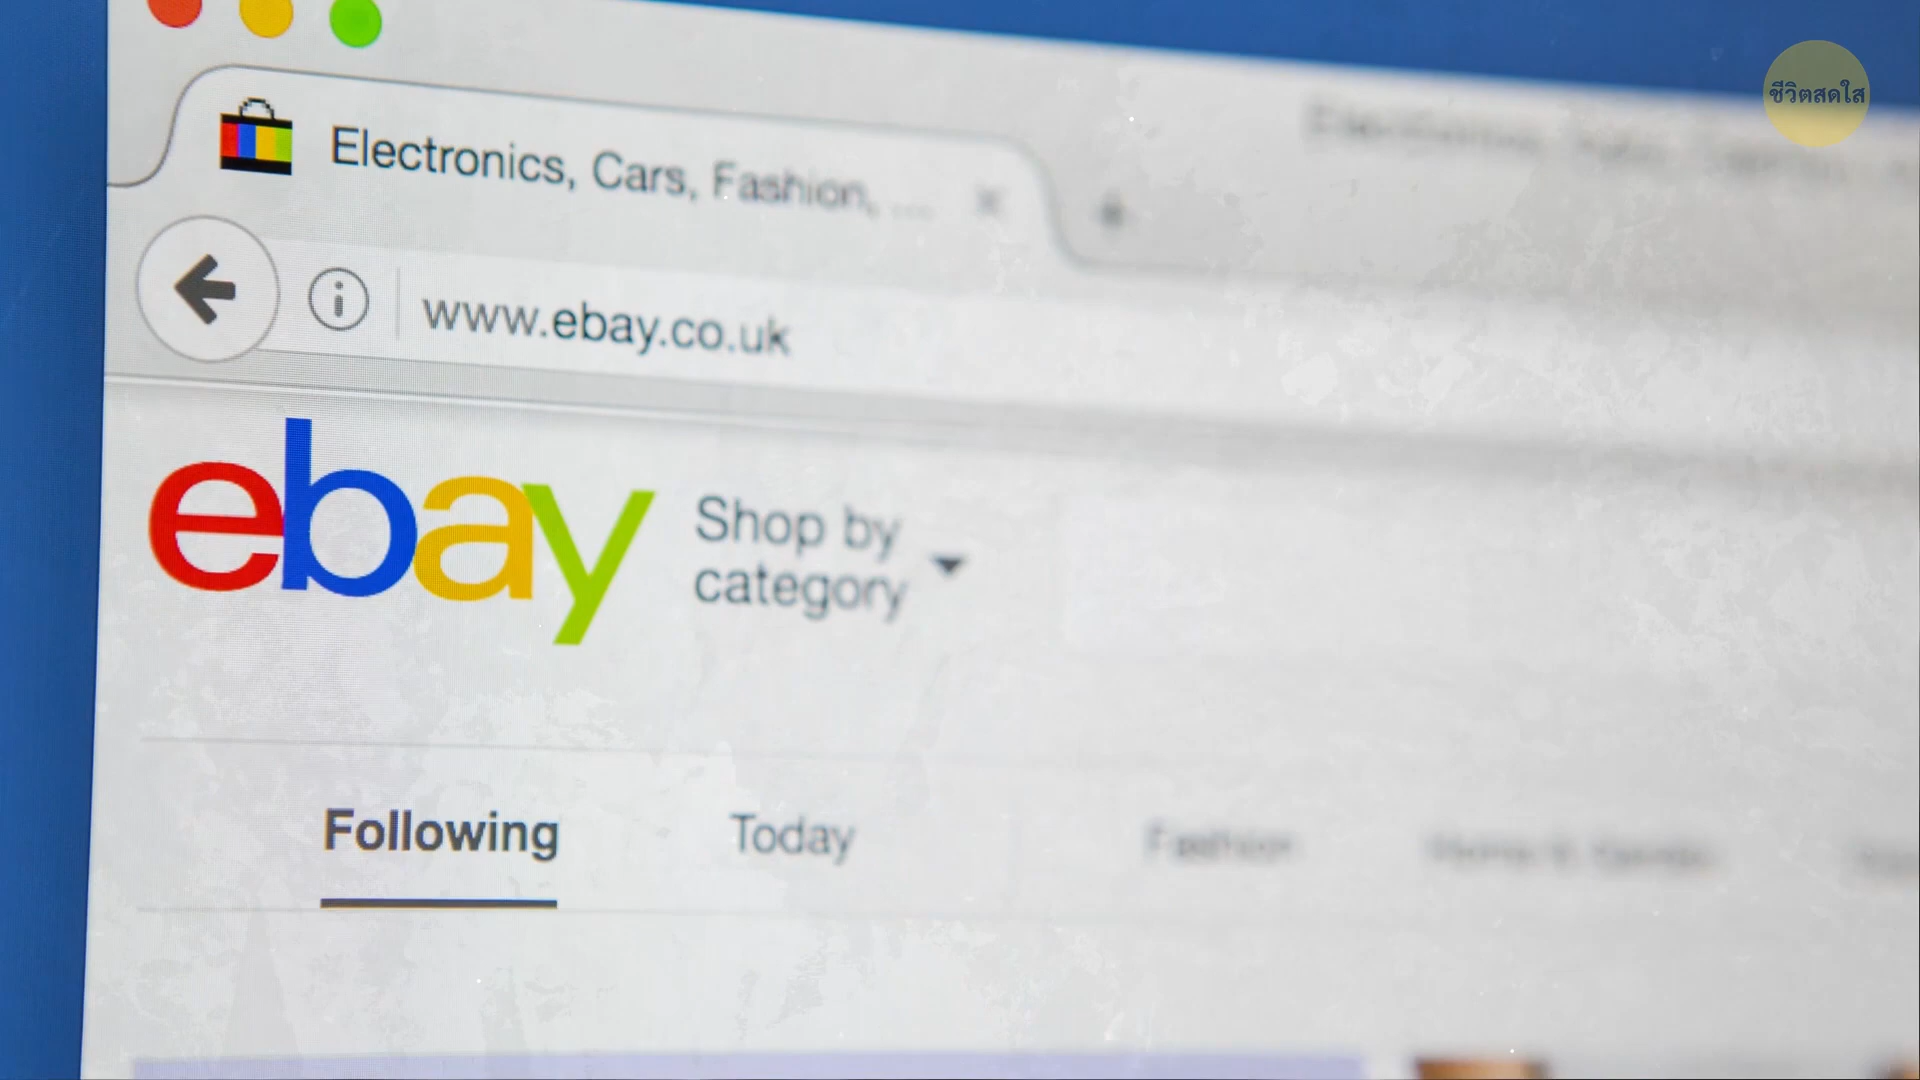 ชีวิตสดใส
Electronics, Cars, Fashion, ...
www.ebay.co.uk
ebay
Shop by
category
Following
Today
Fashion